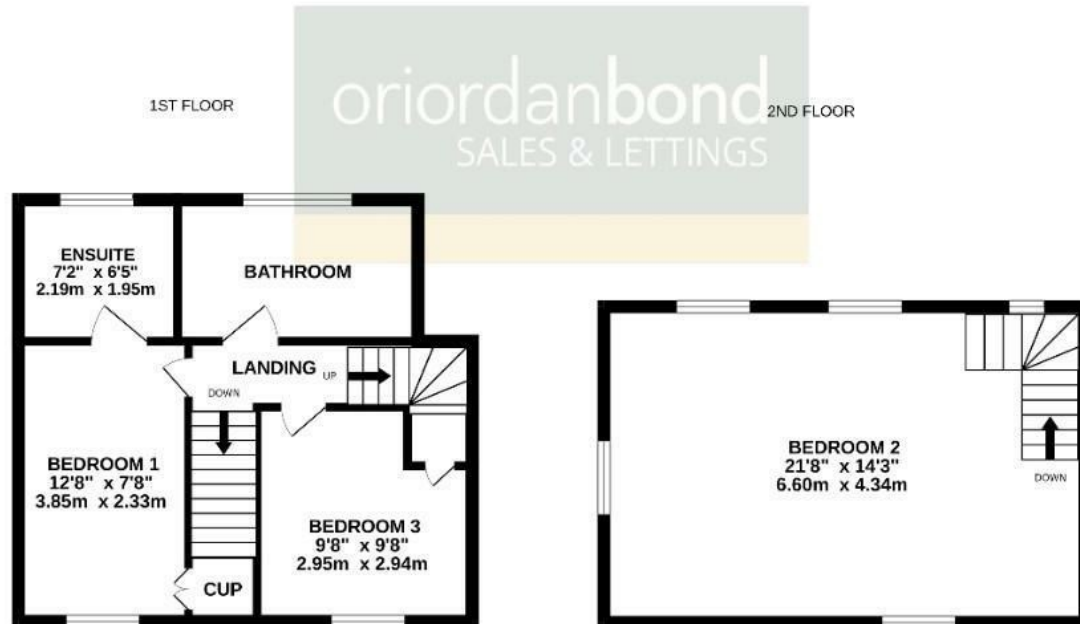 oriordanbond
SALES & LETTINGS
1ST FLOOR
2ND FLOOR
ENSUITE
7'2" x 6'5"
2.19m x 1.95m
BATHROOM
LANDING
UP
DOWN
BEDROOM 1
12'8" x 7'8"
3.85m x 2.33m
BEDROOM 3
9'8" x 9'8"
2.95m x 2.94m
CUP
BEDROOM 2
21'8" x 14'3"
6.60m x 4.34m
DOWN